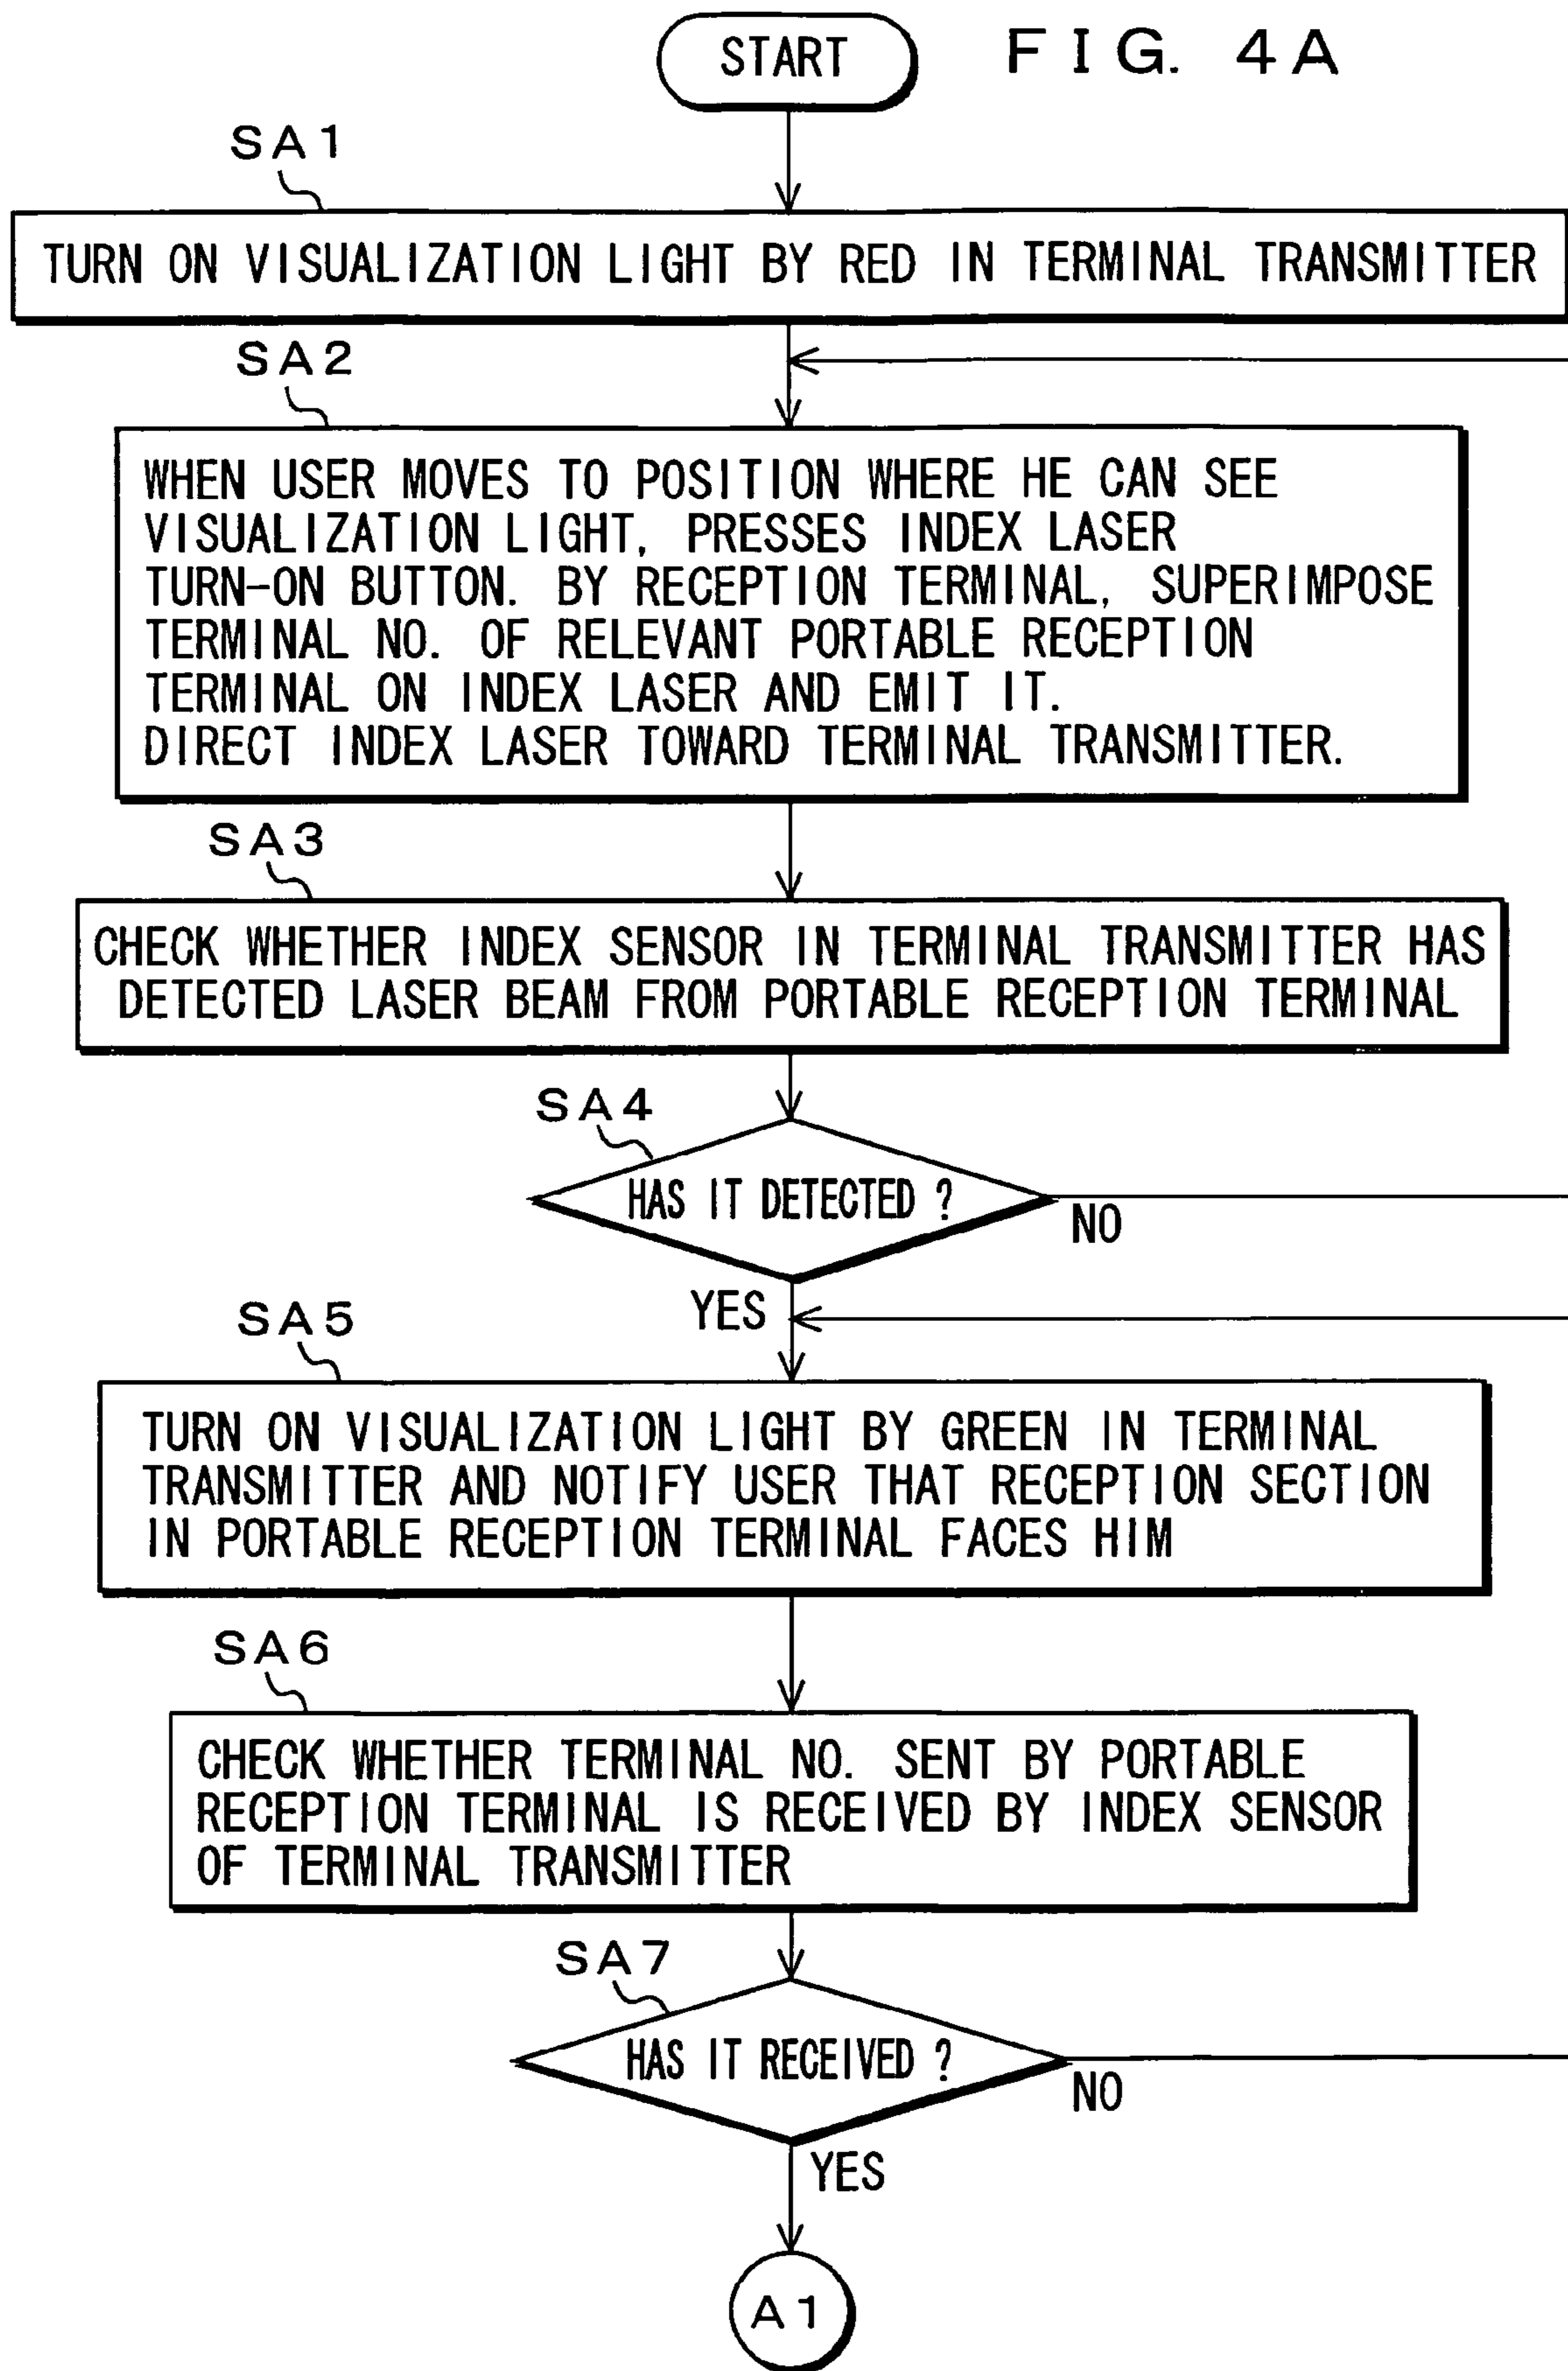 START
FIG. 4A
SA1
TURN ON VISUALIZATION LIGHT BY RED IN TERMINAL TRANSMITTER
SA2
WHEN USER MOVES TO POSITION WHERE HE CAN SEE
VISUALIZATION LIGHT, PRESSES INDEX LASER
TURN-ON BUTTON. BY RECEPTION TERMINAL, SUPERIMPOSE
TERMINAL NO. OF RELEVANT PORTABLE RECEPTION
TERMINAL ON INDEX LASER AND EMIT IT.
DIRECT INDEX LASER TOWARD TERMINAL TRANSMITTER.
SA3
CHECK WHETHER INDEX SENSOR IN TERMINAL TRANSMITTER HAS
DETECTED LASER BEAM FROM PORTABLE RECEPTION TERMINAL
SA4
HAS IT DETECTED ?
NO
YES
SA5
TURN ON VISUALIZATION LIGHT BY GREEN IN TERMINAL
TRANSMITTER AND NOTIFY USER THAT RECEPTION SECTION
IN PORTABLE RECEPTION TERMINAL FACES HIM
SA6
CHECK WHETHER TERMINAL NO. SENT BY PORTABLE
RECEPTION TERMINAL IS RECEIVED BY INDEX SENSOR
OF TERMINAL TRANSMITTER
SA7
HAS IT RECEIVED ?
NO
YES
A1